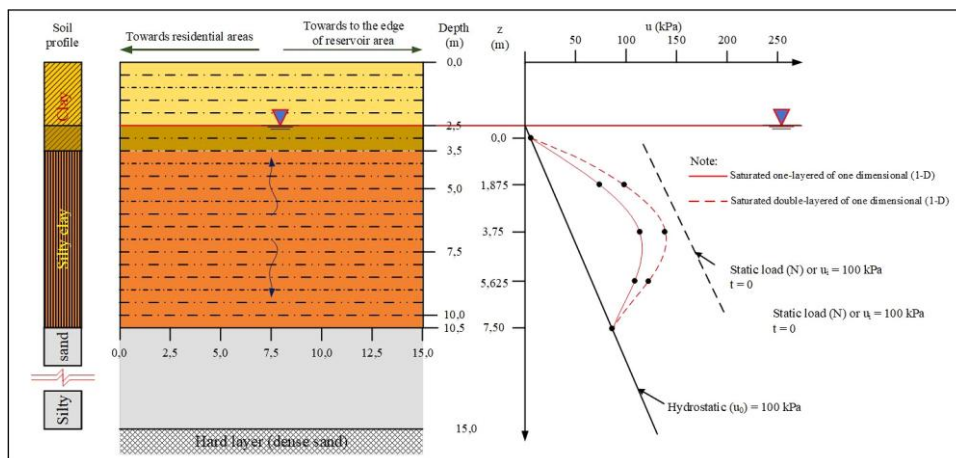 Soil
profile
Towards residential areas
Towards to the edge
of reservoir area
Depth
(m)
z
(m)
u (kPa)
50
100
150
200
250
0,0
2,5
3,5
5,0
7,5
10,0
10,5
15,0
Clay
Silty clay
sand
Silty
0,0
2,5
5,0
7,5
10,0
12,5
15,0
Hard layer (dense sand)
0,0
1,875
3,75
5,625
7,50
Note:
Saturated one-layered of one dimensional (1-D)
Saturated double-layered of one dimensional (1-D)
Static load (N) or uᵢ = 100 kPa
t = 0
Static load (N) or uᵢ = 100 kPa
t = 0
Hydrostatic (u₀) = 100 kPa